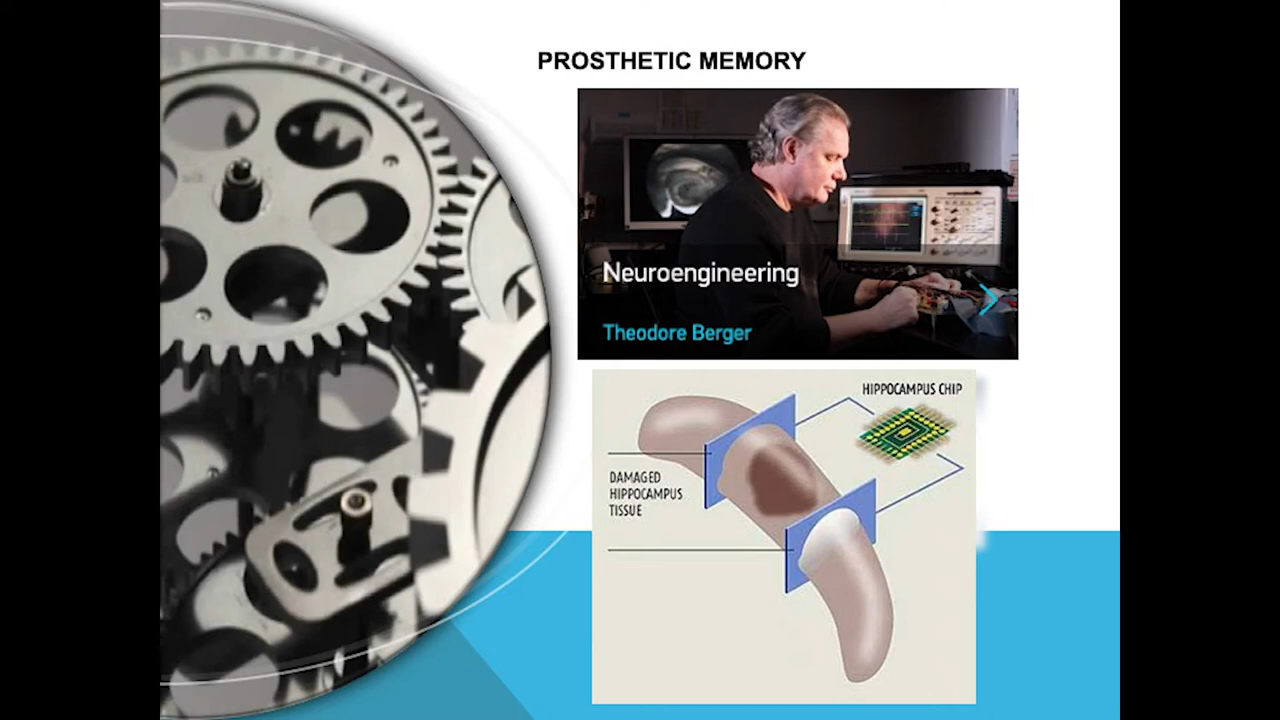 PROSTHETIC MEMORY
Neuroengineering
Theodore Berger
HIPPOCAMPUS CHIP
DAMAGED
HIPPOCAMPUS
TISSUE